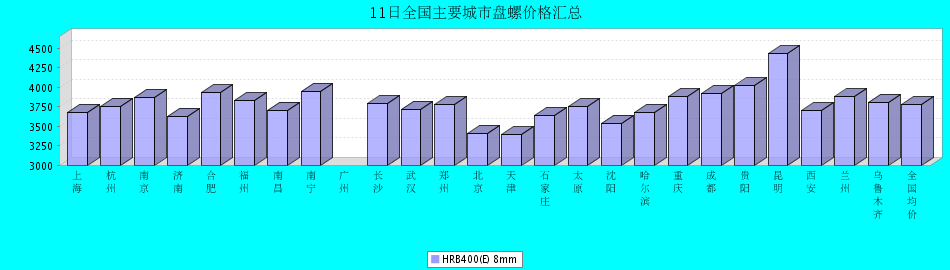 11日全国主要城市盘螺价格汇总
4500
4250
4000
3750
3500
3250
3000
上海
杭州
南京
济南
合肥
福州
南昌
南宁
广州
长沙
武汉
郑州
北京
天津
石家庄
太原
沈阳
哈尔滨
重庆
成都
贵阳
昆明
西安
兰州
乌鲁木齐
全国均价
HRB400(E) 8mm